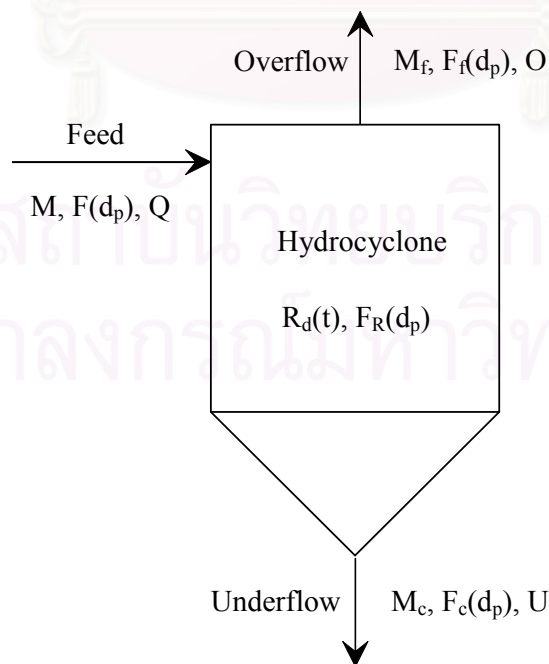 Overflow M_f, F_f(d_p), O
Feed
M, F(d_p), Q
Hydrocyclone
R_d(t), F_R(d_p)
Underflow M_c, F_c(d_p), U